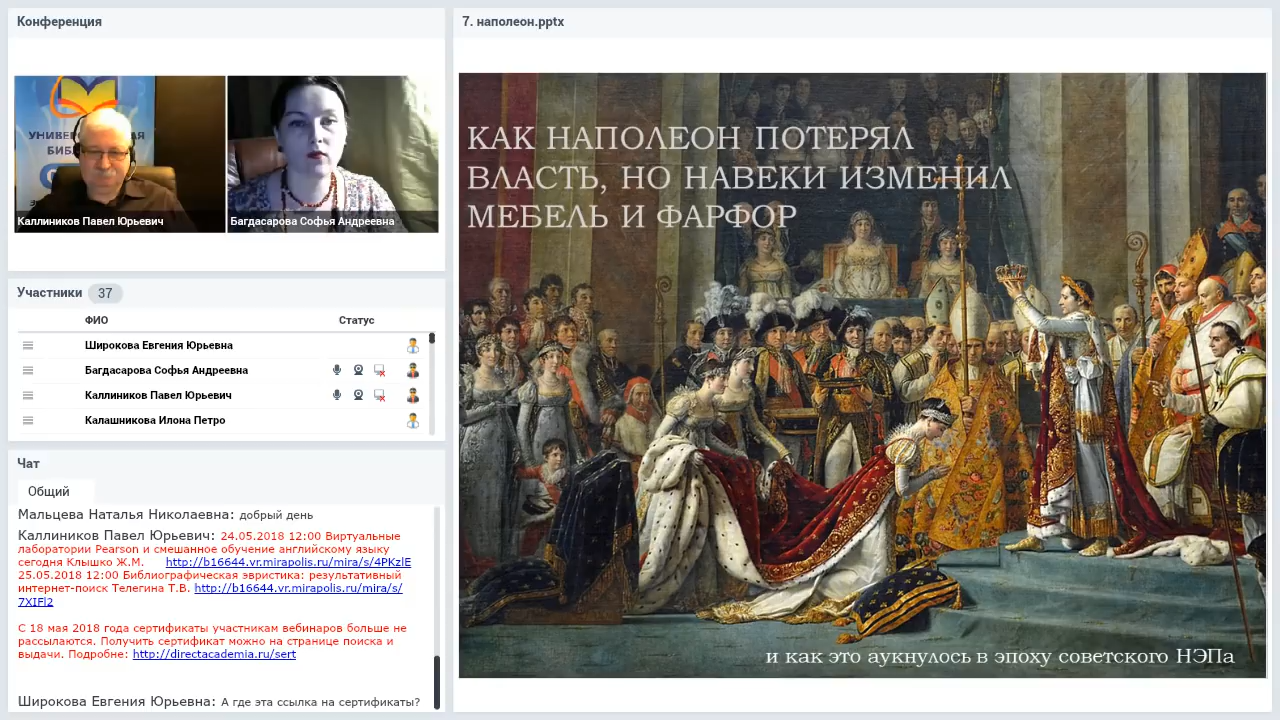 Конференция
УНИВЕР
БИБЛ
Каллиников Павел Юрьевич
Багдасарова Софья Андреевна
Участники 37
ФИО Статус
Широкова Евгения Юрьевна
Багдасарова Софья Андреевна
Каллиников Павел Юрьевич
Калашникова Илона Петро
Чат
Общий
Мальцева Наталья Николаевна: добрый день
Каллиников Павел Юрьевич: 24.05.2018 12:00 Виртуальные
лаборатории Pearson и смешанное обучение английскому языку
сегодня Клышко Ж.М. http://b16644.vr.mirapolis.ru/mira/s/4PKzlE
25.05.2018 12:00 Библиографическая эвристика: результативный
интернет-поиск Телегина Т.В. http://b16644.vr.mirapolis.ru/mira/s/
7XIFl2
С 18 мая 2018 года сертификаты участникам вебинаров больше не
рассылаются. Получить сертификат можно на странице поиска и
выдачи. Подробне: http://directacademia.ru/sert
Широкова Евгения Юрьевна: А где эта ссылка на сертификаты?
7. наполеон.pptx
КАК НАПОЛЕОН ПОТЕРЯЛ
ВЛАСТЬ, НО НАВЕКИ ИЗМЕНИЛ
МЕБЕЛЬ И ФАРФОР
и как это аукнулось в эпоху советского НЭПа